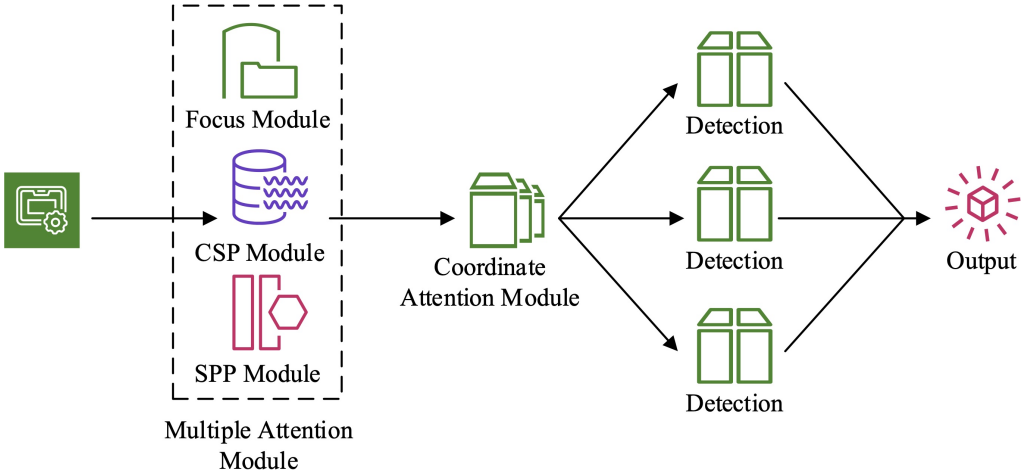 Focus Module
CSP Module
SPP Module
Multiple Attention
Module
Coordinate
Attention Module
Detection
Detection
Detection
Output